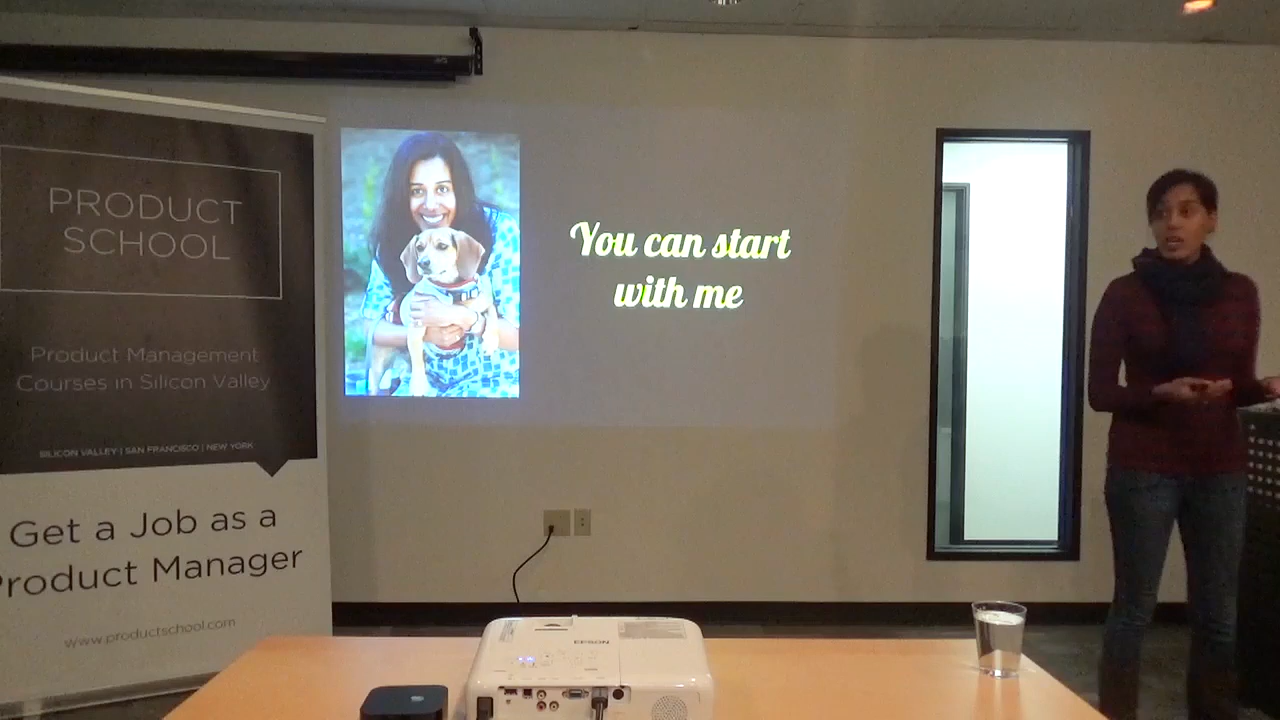 PRODUCT
SCHOOL
Product Management
Courses in Silicon Valley
SILICON VALLEY | SAN FRANCISCO | NEW YORK
Get a Job as a
Product Manager
www.productschool.com
You can start
with me
EPSON